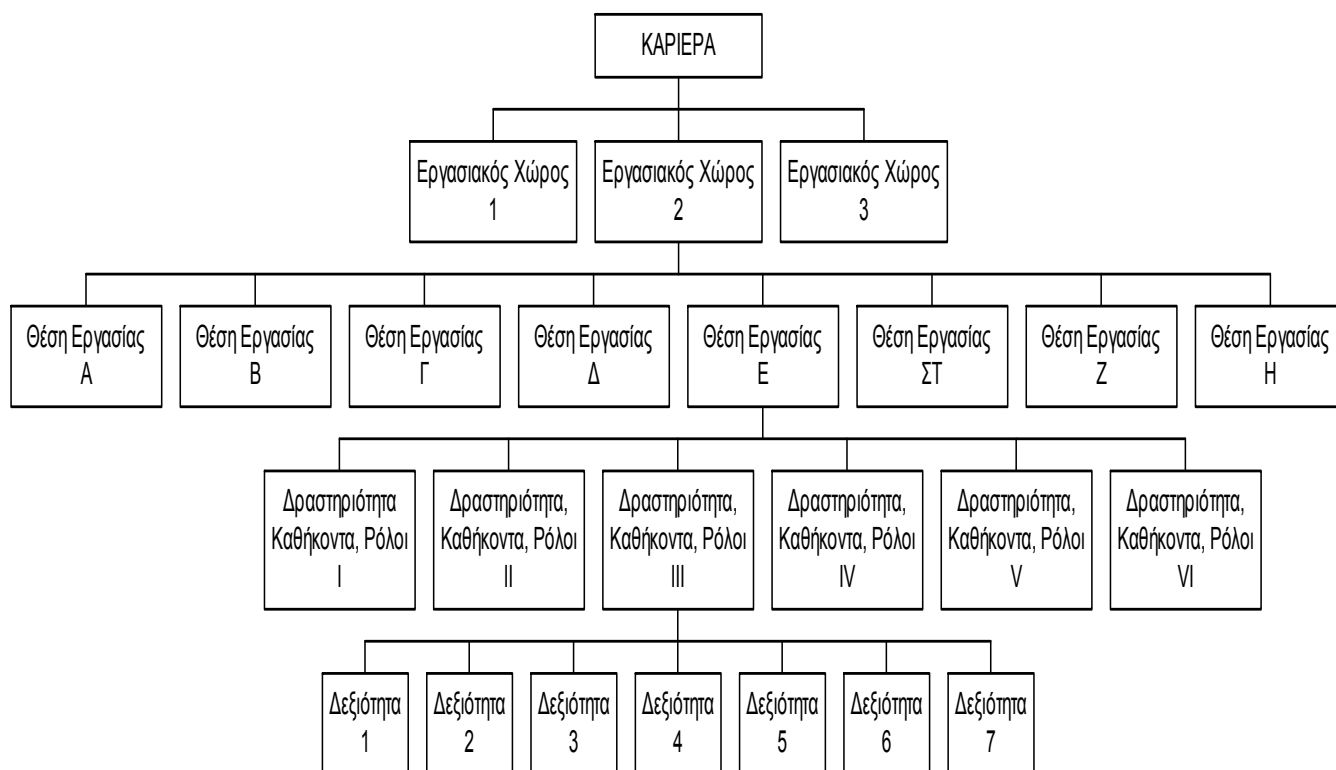 ΚΑΡΙΕΡΑ
Εργασιακός Χώρος
1
Εργασιακός Χώρος
2
Εργασιακός Χώρος
3
Θέση Εργασίας
Α
Θέση Εργασίας
Β
Θέση Εργασίας
Γ
Θέση Εργασίας
Δ
Θέση Εργασίας
Ε
Θέση Εργασίας
ΣΤ
Θέση Εργασίας
Ζ
Θέση Εργασίας
Η
Δραστηριότητα
Καθήκοντα, Ρόλοι
I
Δραστηριότητα,
Καθήκοντα, Ρόλοι
II
Δραστηριότητα,
Καθήκοντα, Ρόλοι
III
Δραστηριότητα,
Καθήκοντα, Ρόλοι
IV
Δραστηριότητα,
Καθήκοντα, Ρόλοι
V
Δραστηριότητα,
Καθήκοντα, Ρόλοι
VI
Δεξιότητα
1
Δεξιότητα
2
Δεξιότητα
3
Δεξιότητα
4
Δεξιότητα
5
Δεξιότητα
6
Δεξιότητα
7